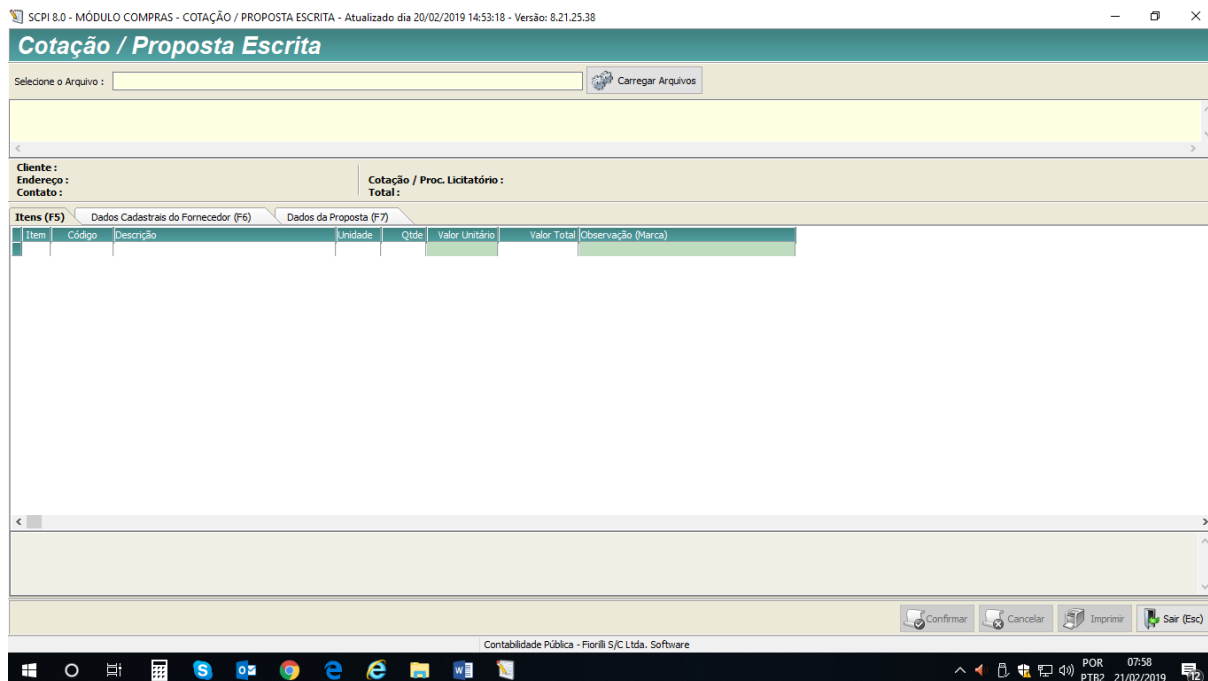 SCPI 8.0 - MÓDULO COMPRAS - COTAÇÃO / PROPOSTA ESCRITA - Atualizado dia 20/02/2019 14:53:18 - Versão: 8.21.25.38
Cotação / Proposta Escrita
Selecione o Arquivo :
Carregar Arquivos
Cliente :
Endereço :
Contato :
Cotação / Proc. Licitatório :
Total :
Itens (F5) Dados Cadastrais do Fornecedor (F6) Dados da Proposta (F7)
Item Código Descrição Unidade Qtde Valor Unitário Valor Total Observação (Marca)
Confirmar Cancelar Imprimir Sair (Esc)
Contabilidade Pública - Fiorilli S/C Ltda. Software
POR 07:58
PTB2 21/02/2019 12